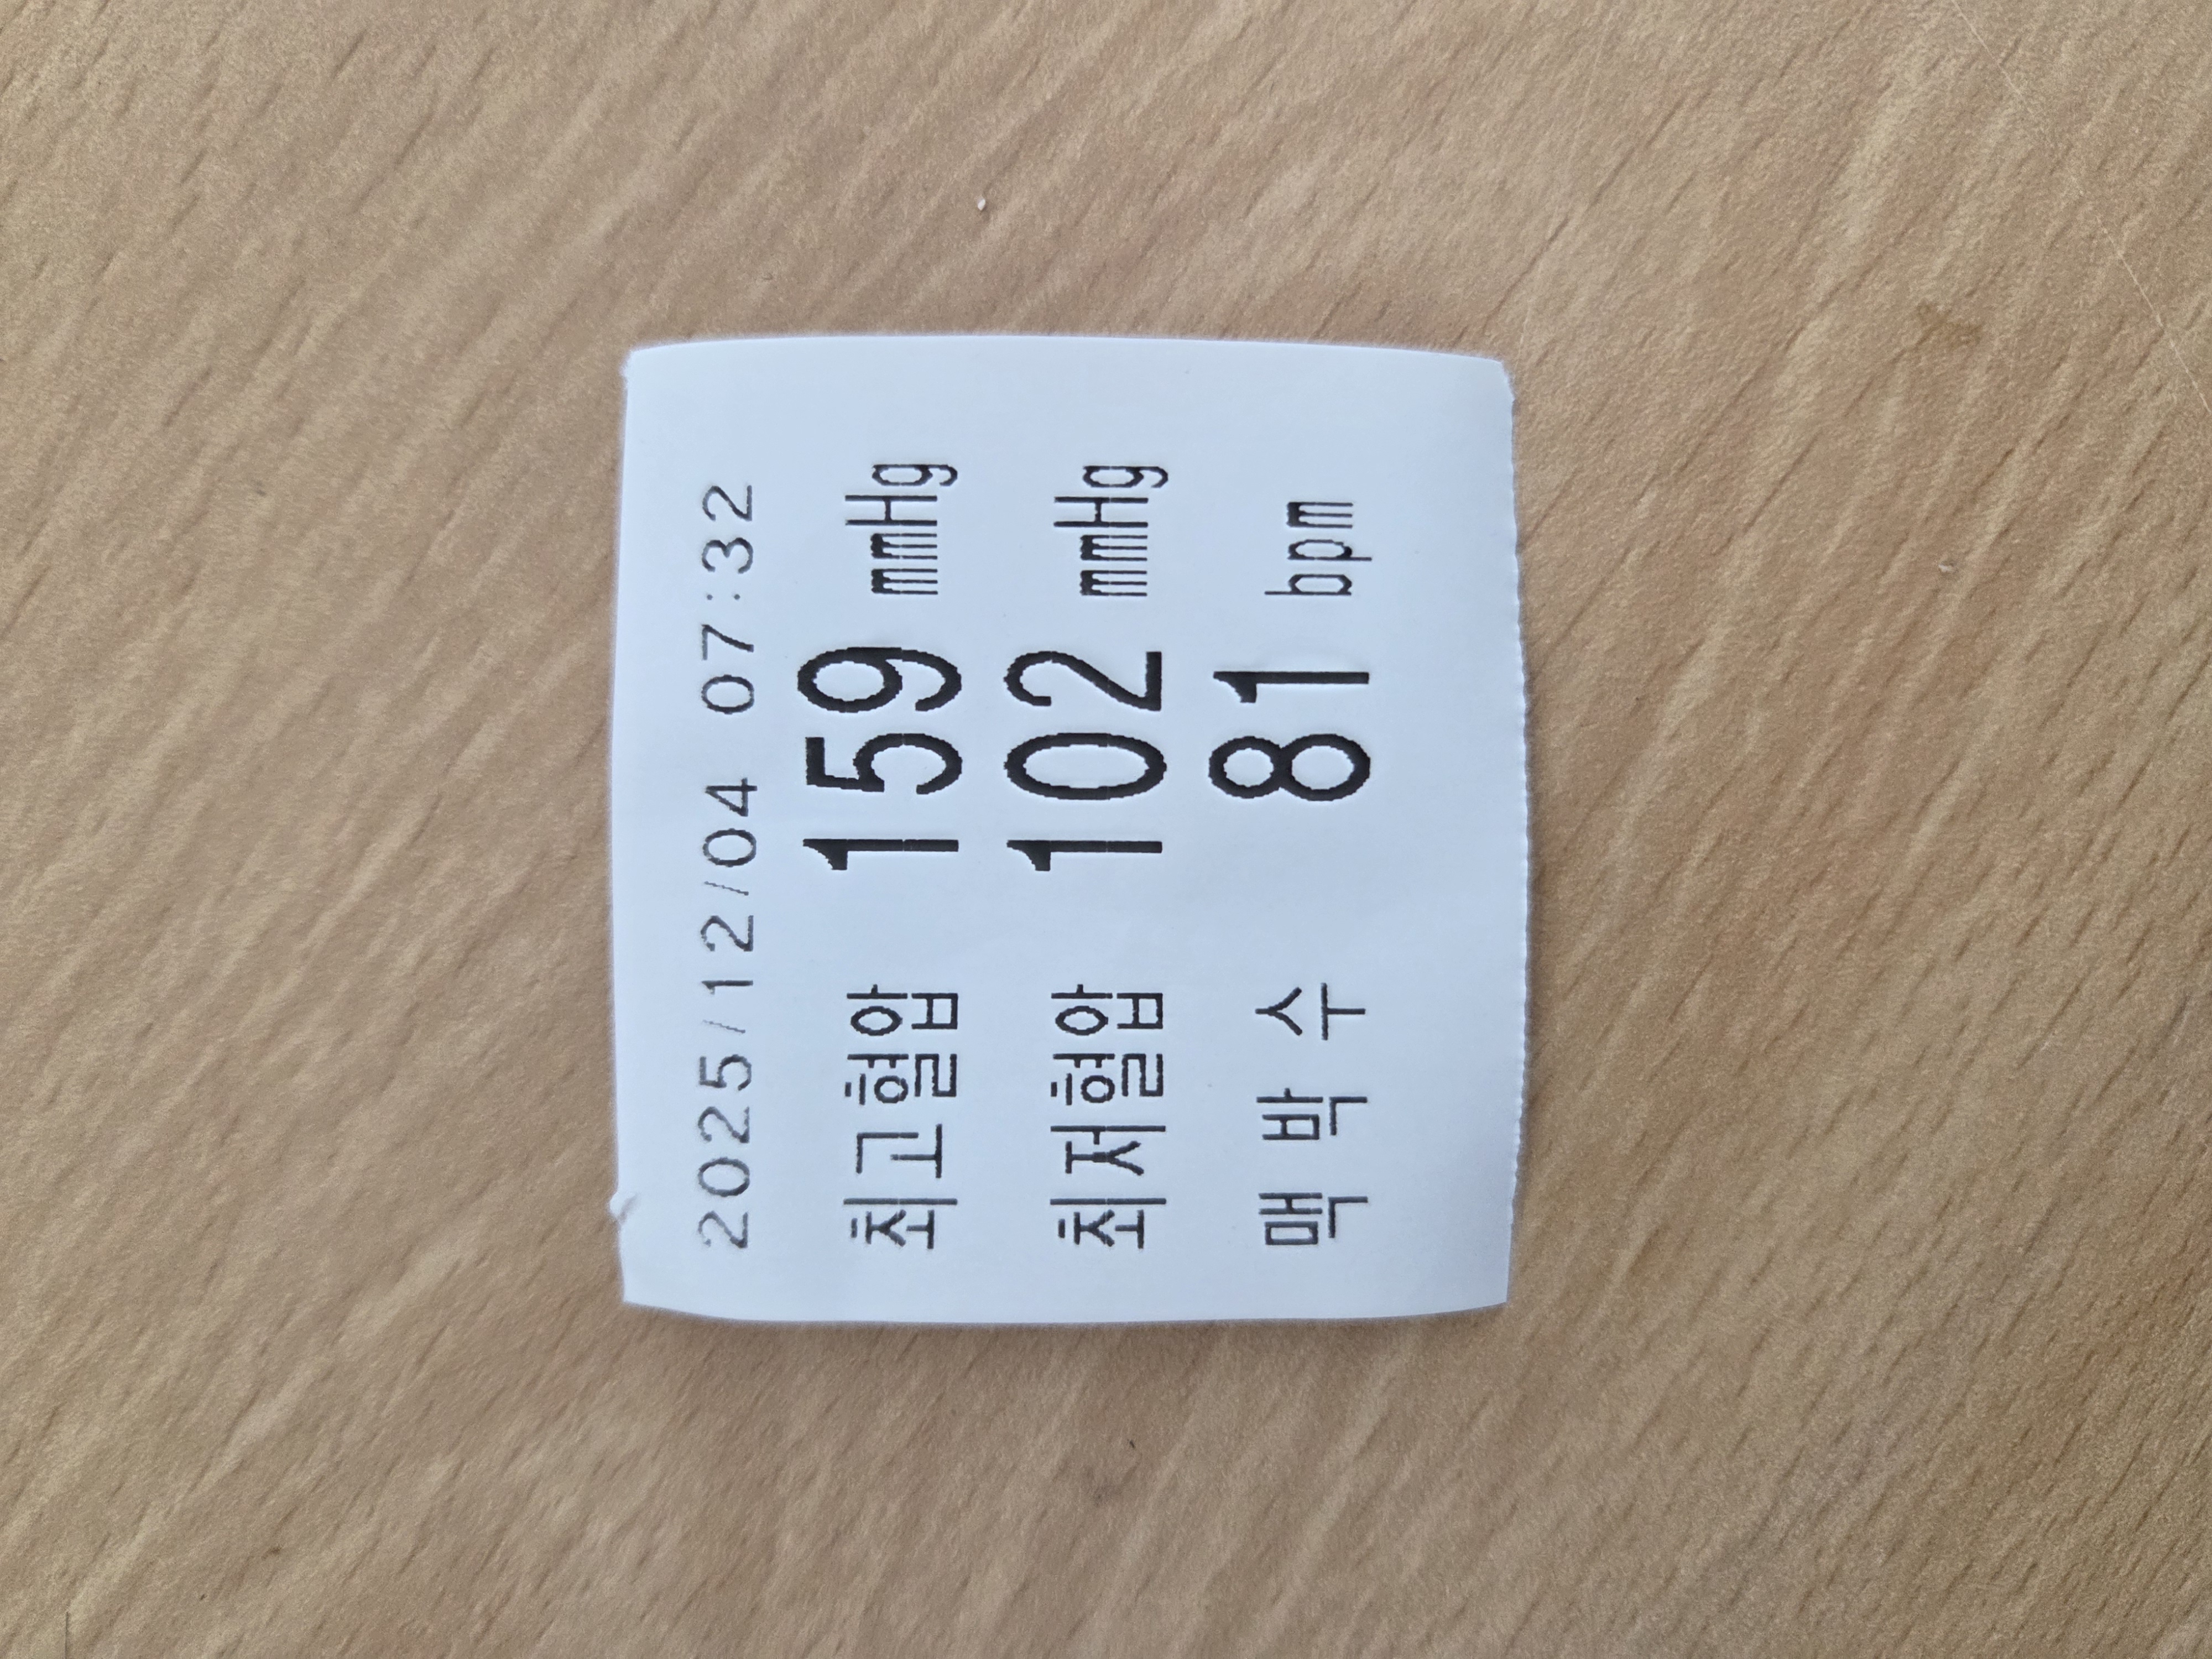 2025/12/04 07:32
최고혈압 159 mmHg
최저혈압 102 mmHg
맥 박 수 81 bpm